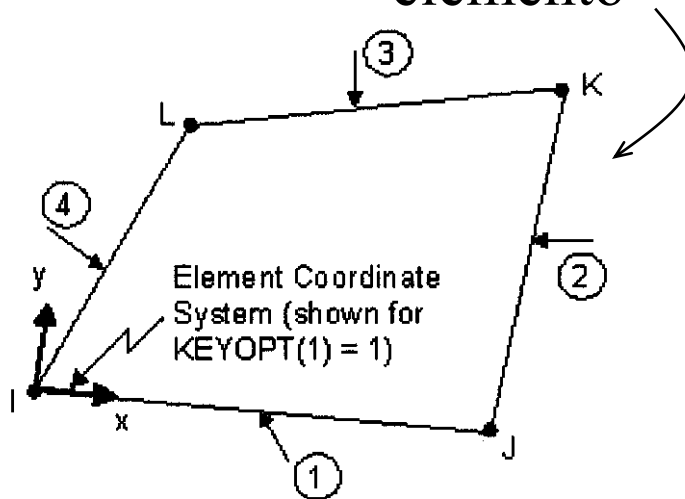 elemento
3
K
L
4
y
Element Coordinate
System (shown for
KEYOPT(1) = 1)
2
I
x
J
1